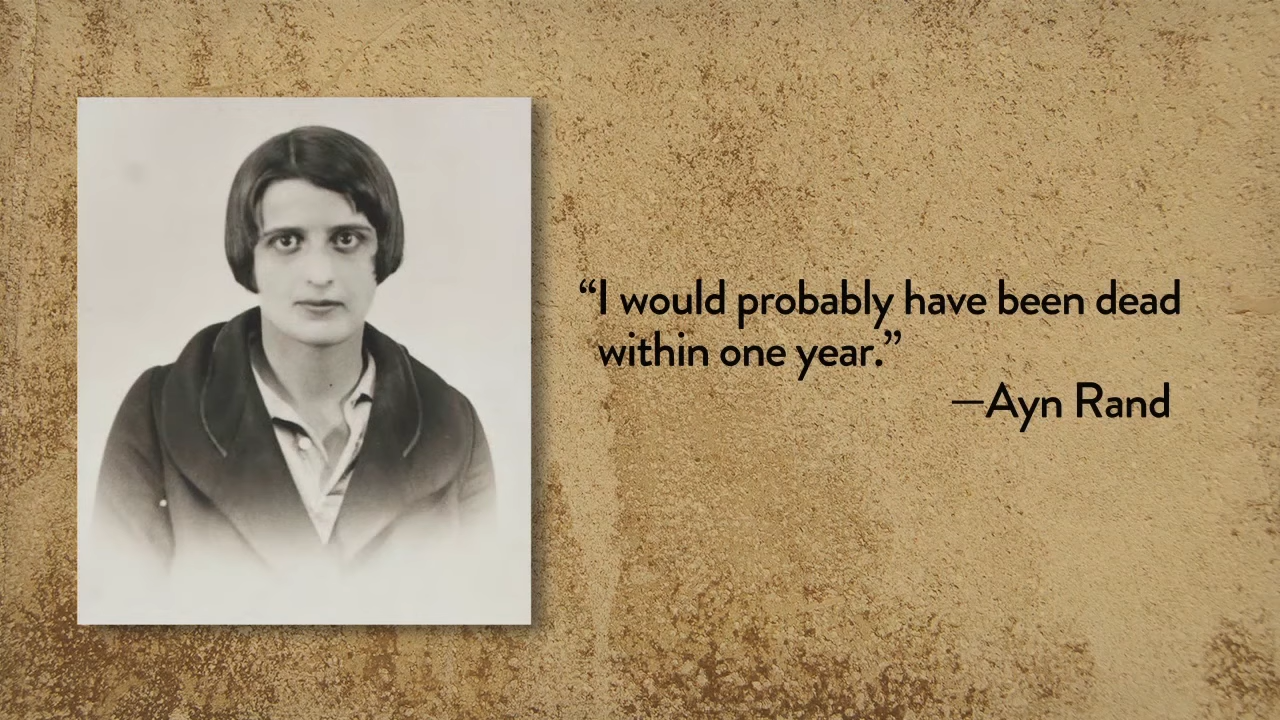 “I would probably have been dead
within one year.”
—Ayn Rand